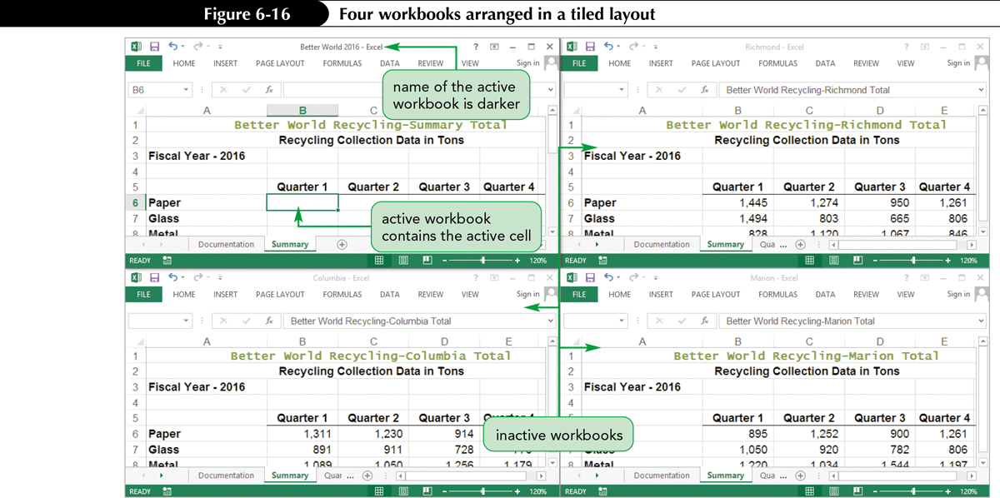 Figure 6-16 Four workbooks arranged in a tiled layout
Better World 2016 - Excel
FILE HOME INSERT PAGE LAYOUT FORMULAS DATA REVIEW VIEW Sign in
B6
name of the active
workbook is darker
A B C
1 Better World Recycling-Summary Total
2 Recycling Collection Data in Tons
3 Fiscal Year - 2016
4
5 Quarter 1 Quarter 2 Quarter 3 Quarter 4
6 Paper
7 Glass
8 Metal
active workbook
contains the active cell
Documentation Summary
READY 120%
Richmond - Excel
FILE HOME INSERT PAGE LAYOUT FORMULAS DATA REVIEW VIEW Sign in
Better World Recycling-Richmond Total
A B C D E
1 Better World Recycling-Richmond Total
2 Recycling Collection Data in Tons
3 Fiscal Year - 2016
4
5 Quarter 1 Quarter 2 Quarter 3 Quarter 4
6 Paper 1,445 1,274 950 1,261
7 Glass 1,494 803 665 806
8 Metal 828 1,120 1,067 846
Documentation Summary Qua ...
READY 120%
Columbia - Excel
FILE HOME INSERT PAGE LAYOUT FORMULAS DATA REVIEW VIEW Sign in
Better World Recycling-Columbia Total
A B C D E
1 Better World Recycling-Columbia Total
2 Recycling Collection Data in Tons
3 Fiscal Year - 2016
4
5 Quarter 1 Quarter 2 Quarter 3 Quarter 4
6 Paper 1,311 1,230 914
7 Glass 891 911 728
8 Metal 1,089 1,050 1,256 1,179
inactive workbooks
Documentation Summary Quar ...
READY 120%
Marion - Excel
FILE HOME INSERT PAGE LAYOUT FORMULAS DATA REVIEW VIEW Sign in
Better World Recycling-Marion Total
A B C D E
1 Better World Recycling-Marion Total
2 Recycling Collection Data in Tons
3 Fiscal Year - 2016
4
5 Quarter 1 Quarter 2 Quarter 3 Quarter 4
6 Paper 895 1,252 900 1,261
Glass 1,050 920 782 806
8 Metal 1,220 1,034 1,544 1,197
Documentation Summary Qua ...
READY 120%